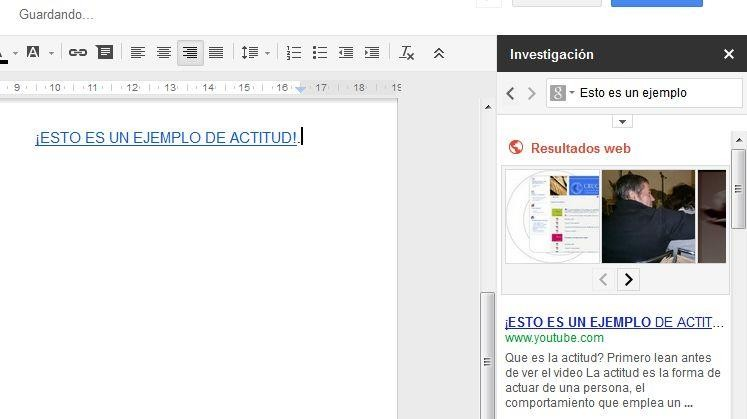 Guardando...
Investigación
Esto es un ejemplo
9 10 11 12 13 14 15 16 17 18 19
¡ESTO ES UN EJEMPLO DE ACTITUD!.
Resultados web
¡ESTO ES UN EJEMPLO DE ACTIT...
www.youtube.com
Que es la actitud? Primero lean antes
de ver el video La actitud es la forma de
actuar de una persona, el
comportamiento que emplea un ...